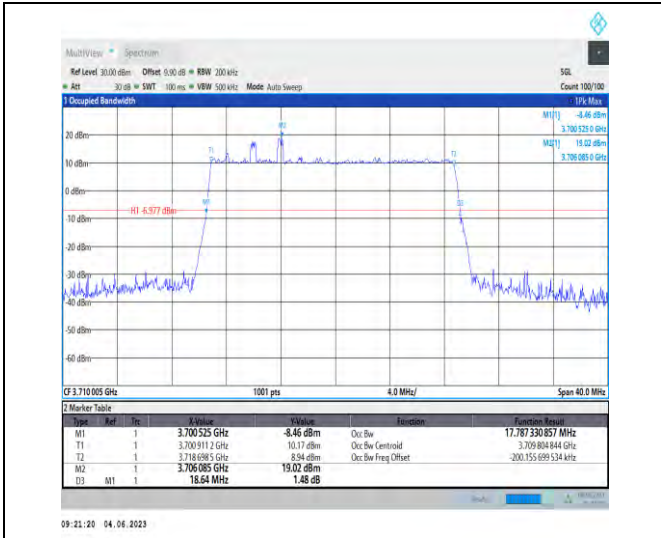 MultiView Spectrum
Ref Level 30.00 dBm Offset 9.90 dB RBW 200 kHz SGL
Att 30 dB SWT 100 ms VBW 500 kHz Mode Auto Sweep Count 100/100
1 Occupied Bandwidth 1Pk Max
M1[1] -8.46 dBm
3.700 525 0 GHz
M2[1] 19.02 dBm
3.706 085 0 GHz
M2
20 dBm
T1
T2
10 dBm
0 dBm
M1
D3
H1 -6.977 dBm
-10 dBm
-20 dBm
-30 dBm
-40 dBm
-50 dBm
-60 dBm
CF 3.710 005 GHz 1001 pts 4.0 MHz/ Span 40.0 MHz
2 Marker Table
Type Ref Trc X-Value Y-Value Function Function Result
M1 1 3.700 525 GHz -8.46 dBm Occ Bw 17.787 330 857 MHz
T1 1 3.700 911 2 GHz 10.17 dBm Occ Bw Centroid 3.709 804 844 GHz
T2 1 3.718 698 5 GHz 8.94 dBm Occ Bw Freq Offset -200.155 699 534 kHz
M2 1 3.706 085 GHz 19.02 dBm
D3 M1 1 18.64 MHz 1.48 dB
09:21:20 04.06.2023